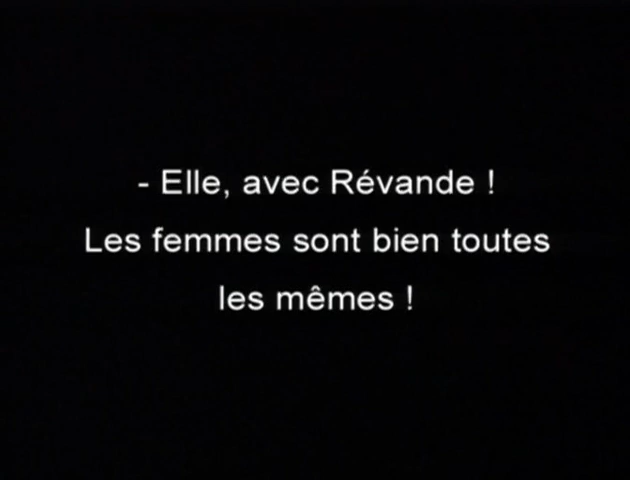 - Elle, avec Révande !
Les femmes sont bien toutes
les mêmes !